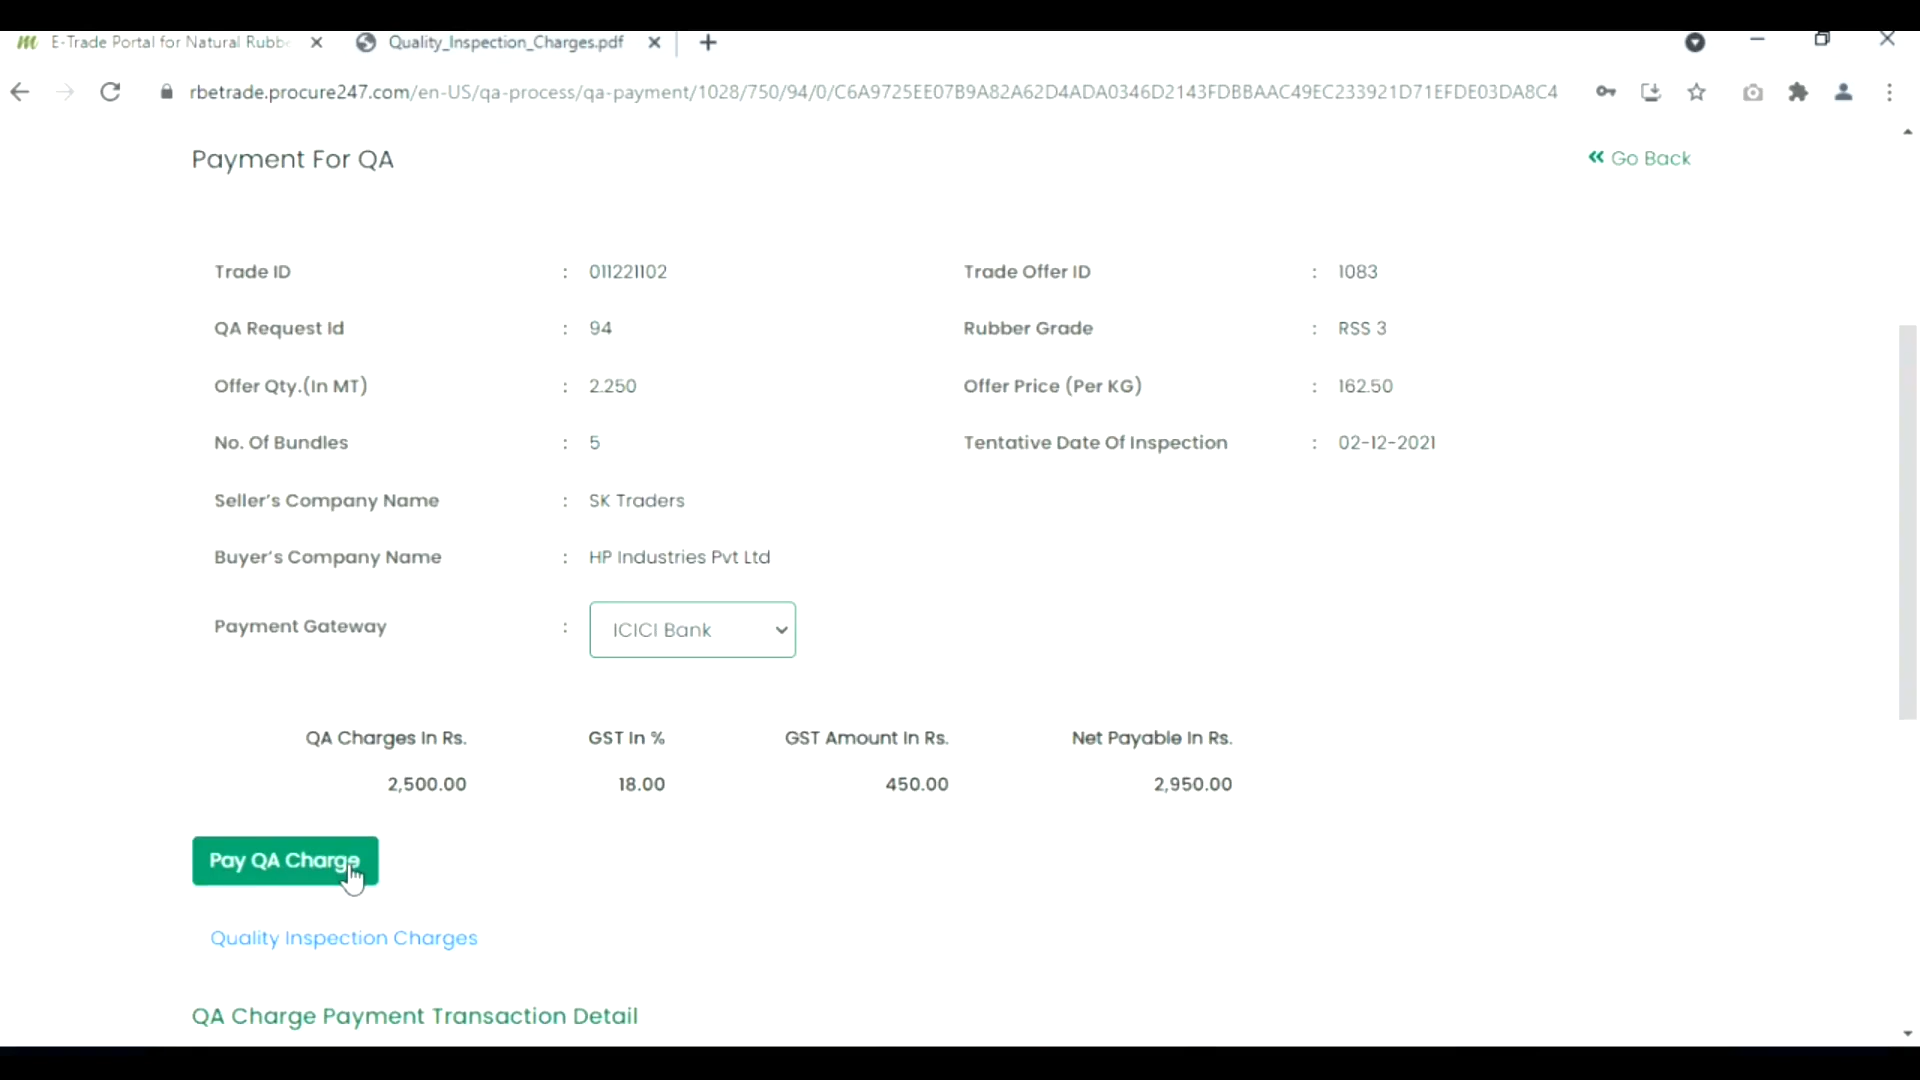 E-Trade Portal for Natural Rubb
Quality_Inspection_Charges.pdf
rbetrade.procure247.com/en-US/qa-process/qa-payment/1028/750/94/0/C6A9725EE07B9A82A62D4ADA0346D2143FDBBAAC49EC233921D71EFDE03DA8C4
Payment For QA
Go Back
Trade ID : 011221102 Trade Offer ID : 1083
QA Request Id : 94 Rubber Grade : RSS 3
Offer Qty.(In MT) : 2.250 Offer Price (Per KG) : 162.50
No. Of Bundles : 5 Tentative Date Of Inspection : 02-12-2021
Seller's Company Name : SK Traders
Buyer's Company Name : HP Industries Pvt Ltd
Payment Gateway : ICICI Bank
QA Charges In Rs. GST In % GST Amount In Rs. Net Payable In Rs.
2,500.00 18.00 450.00 2,950.00
Pay QA Charge
Quality Inspection Charges
QA Charge Payment Transaction Detail